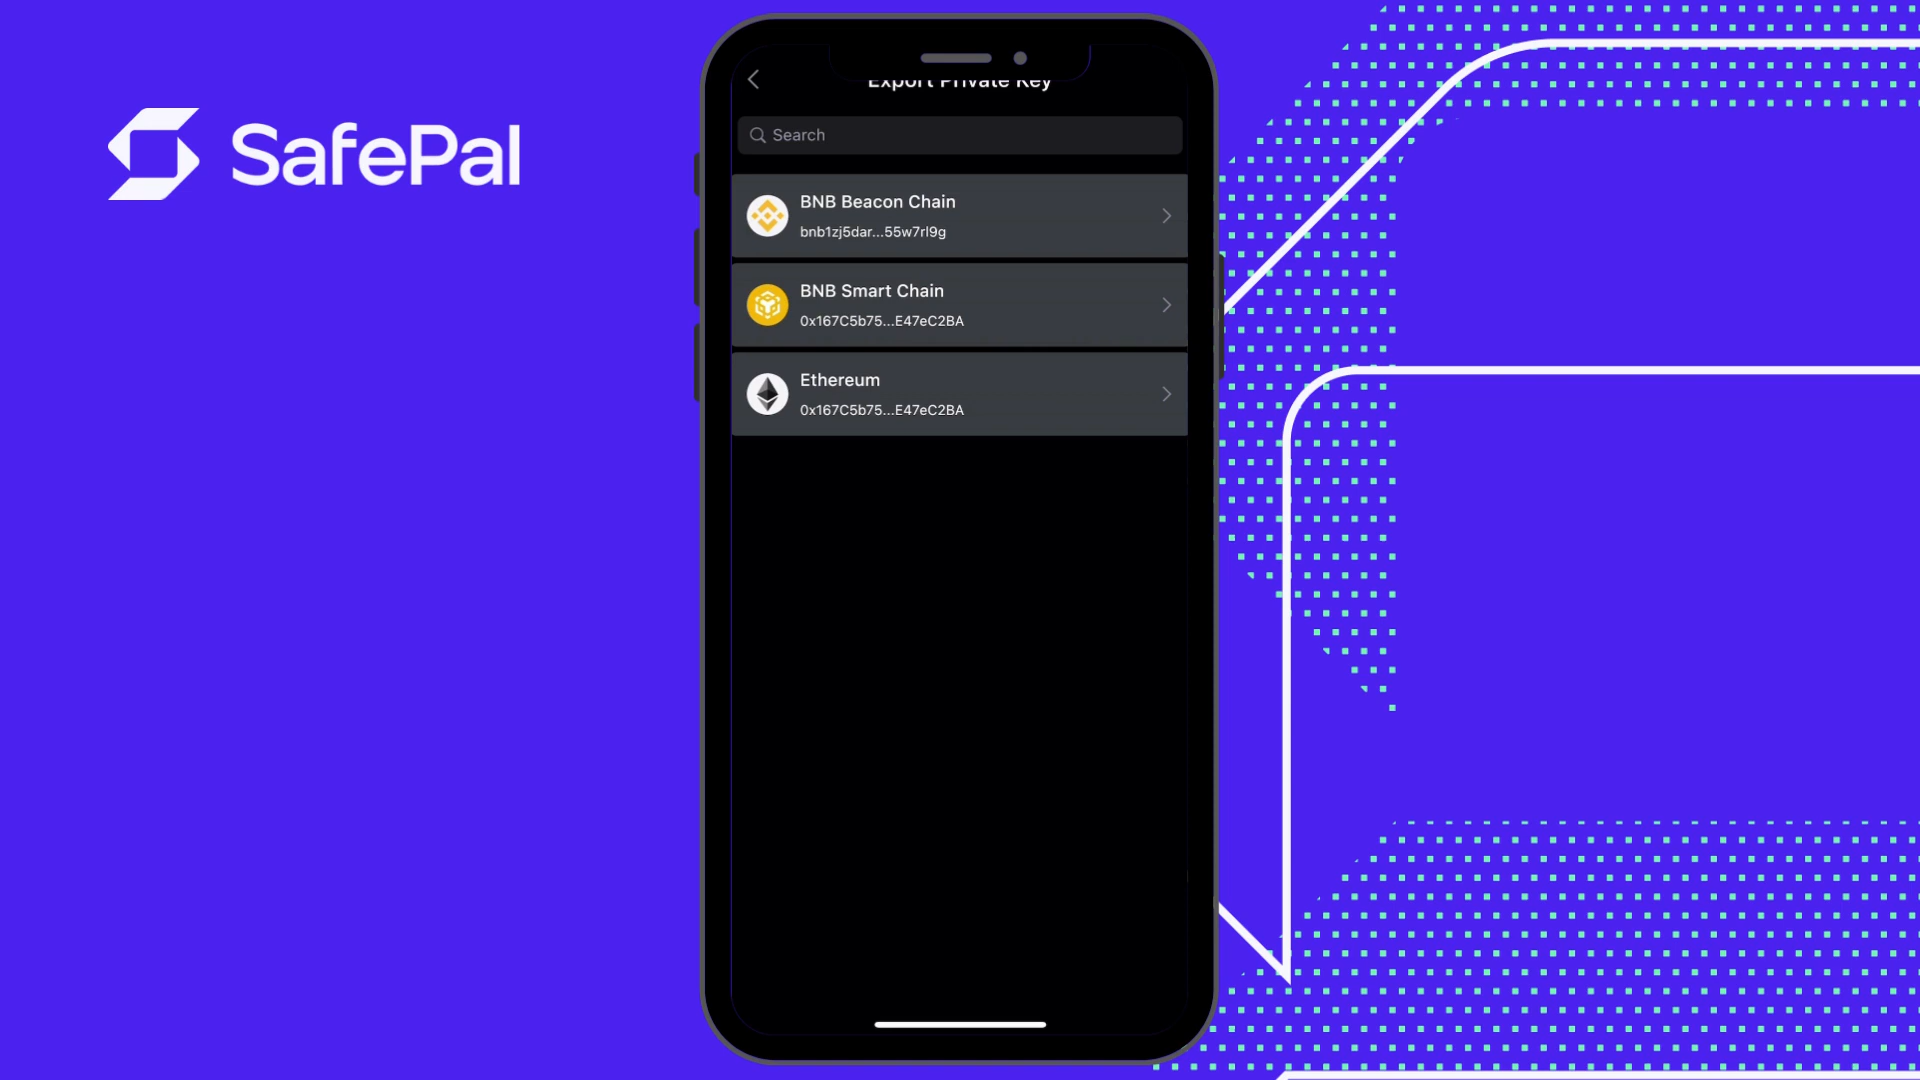 SafePal
Export Private Key
Search
BNB Beacon Chain
bnb1zj5dar...55w7rl9g
BNB Smart Chain
0x167C5b75...E47eC2BA
Ethereum
0x167C5b75...E47eC2BA